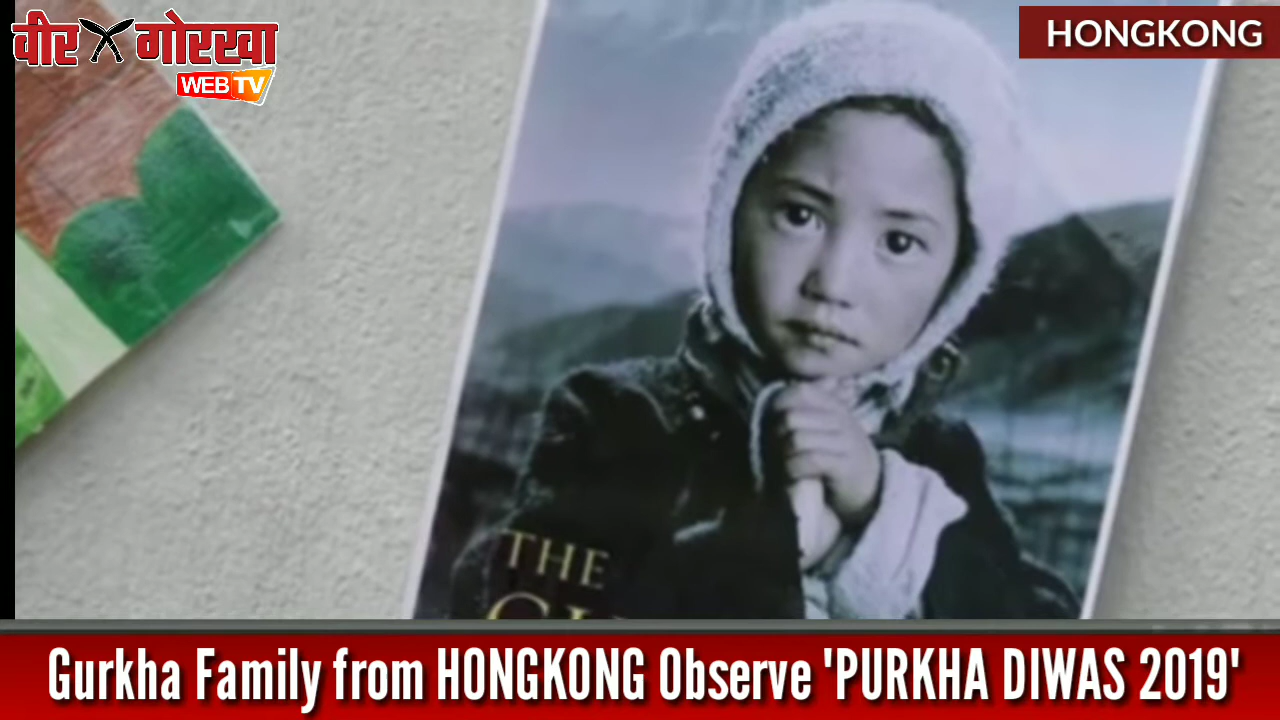 वीर गोरखा
WEB TV
HONGKONG
THE
Gurkha Family from HONGKONG Observe 'PURKHA DIWAS 2019'